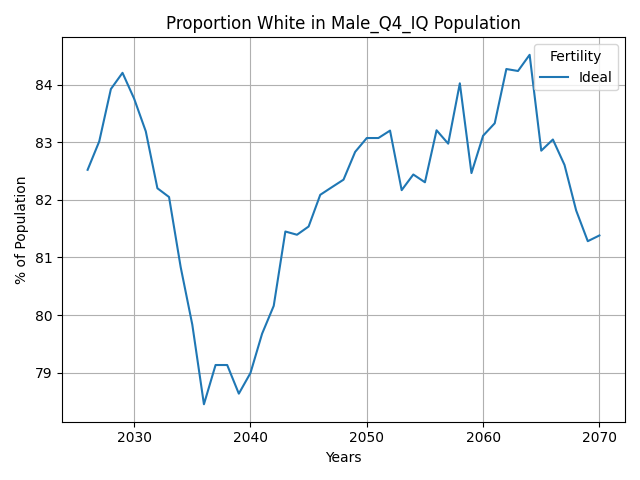 Proportion White in Male_Q4_IQ Population
Fertility
Ideal
84
83
82
81
80
79
% of Population
2030 2040 2050 2060 2070
Years